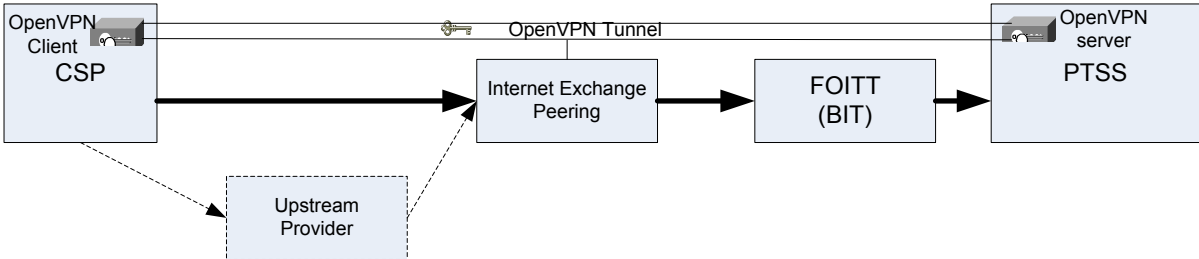 OpenVPN
Client
CSP
OpenVPN Tunnel
Internet Exchange
Peering
FOITT
(BIT)
OpenVPN
server
PTSS
Upstream
Provider